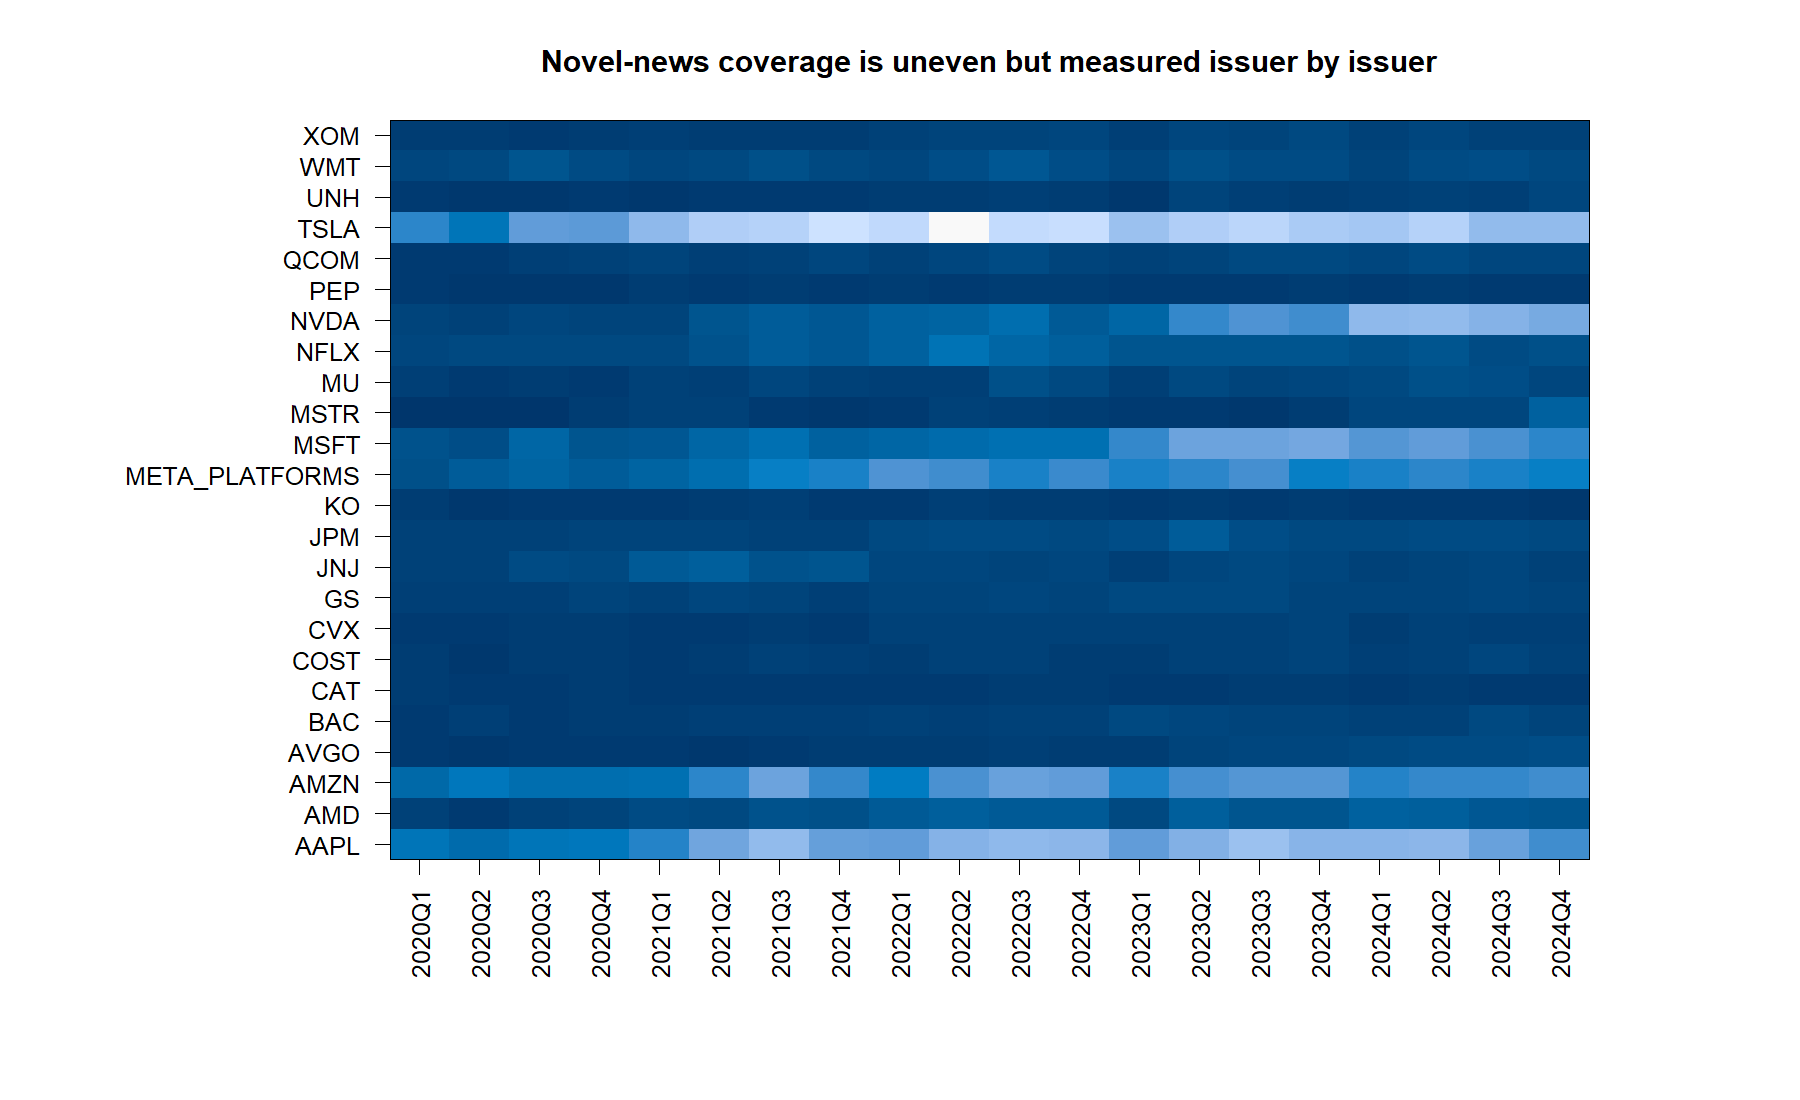 Novel-news coverage is uneven but measured issuer by issuer
XOM
WMT
UNH
TSLA
QCOM
PEP
NVDA
NFLX
MU
MSTR
MSFT
META_PLATFORMS
KO
JPM
JNJ
GS
CVX
COST
CAT
BAC
AVGO
AMZN
AMD
AAPL
2020Q1
2020Q2
2020Q3
2020Q4
2021Q1
2021Q2
2021Q3
2021Q4
2022Q1
2022Q2
2022Q3
2022Q4
2023Q1
2023Q2
2023Q3
2023Q4
2024Q1
2024Q2
2024Q3
2024Q4